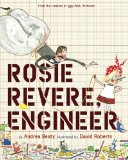 From the creators of Iggy Peck, Architect
ROSIE
REVERE,
ENGINEER
by Andrea Beaty illustrated by David Roberts